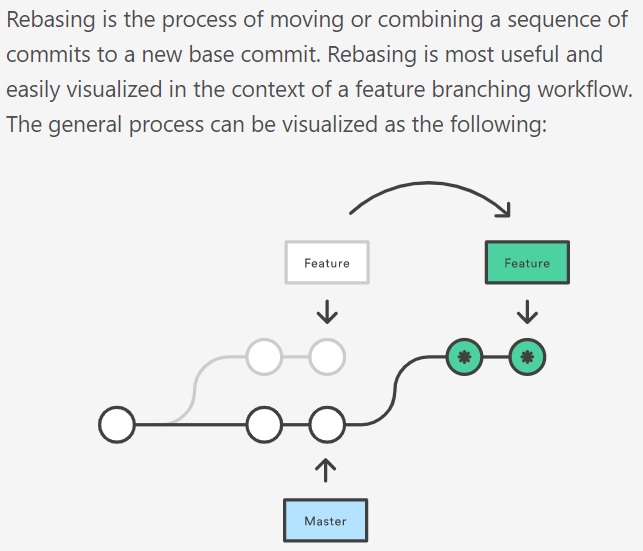 Rebasing is the process of moving or combining a sequence of
commits to a new base commit. Rebasing is most useful and
easily visualized in the context of a feature branching workflow.
The general process can be visualized as the following:
Feature
Feature
Master